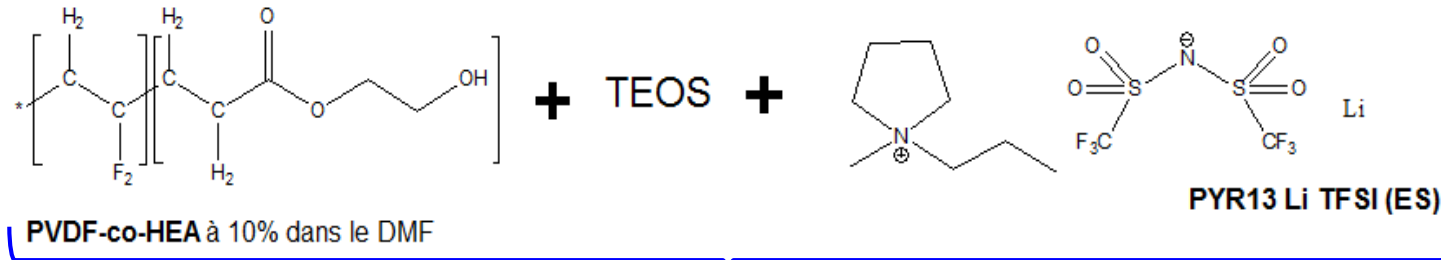 H2 H2 O
C C OH
* C C O
F2 H2
+ TEOS +
N ⊕
O O ⊖ N O O
S S
F3C CF3 Li
PYR13 Li TFSI (ES)
PVDF-co-HEA à 10% dans le DMF